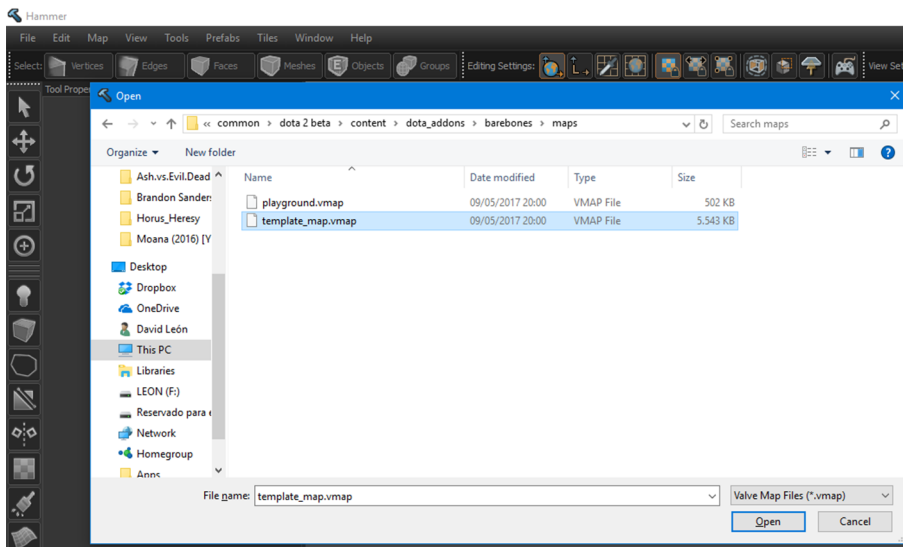 Hammer
File Edit Map View Tools Prefabs Tiles Window Help
Select: Vertices Edges Faces Meshes Objects Groups Editing Settings: View Set
Tool Prope
Open
« common > dota 2 beta > content > dota_addons > barebones > maps
Search maps
Organize New folder
Name Date modified Type Size
playground.vmap 09/05/2017 20:00 VMAP File 502 KB
template_map.vmap 09/05/2017 20:00 VMAP File 5.543 KB
Ash.vs.Evil.Dead
Brandon Sanders
Horus_Heresy
Moana (2016) [Y
Desktop
Dropbox
OneDrive
David León
This PC
Libraries
LEON (F:)
Reservado para e
Network
Homegroup
Apps
File name: template_map.vmap Valve Map Files (*.vmap)
Open Cancel